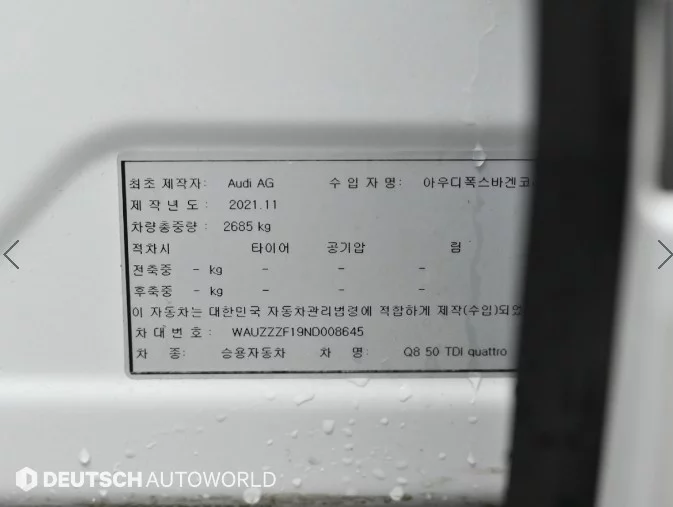 최초 제작자: Audi AG 수 입 자 명: 아우디폭스바겐코
제 작 년 도 : 2021.11
차량총중량 : 2685 kg
적차시 타이어 공기압 림
전축중 - kg - - -
후축중 - kg - - -
이 자동차는 대한민국 자동차관리법령에 적합하게 제작(수입)되었
차 대 번 호 : WAUZZZF19ND008645
차 종: 승용자동차 차 명: Q8 50 TDI quattro
DEUTSCH AUTOWORLD